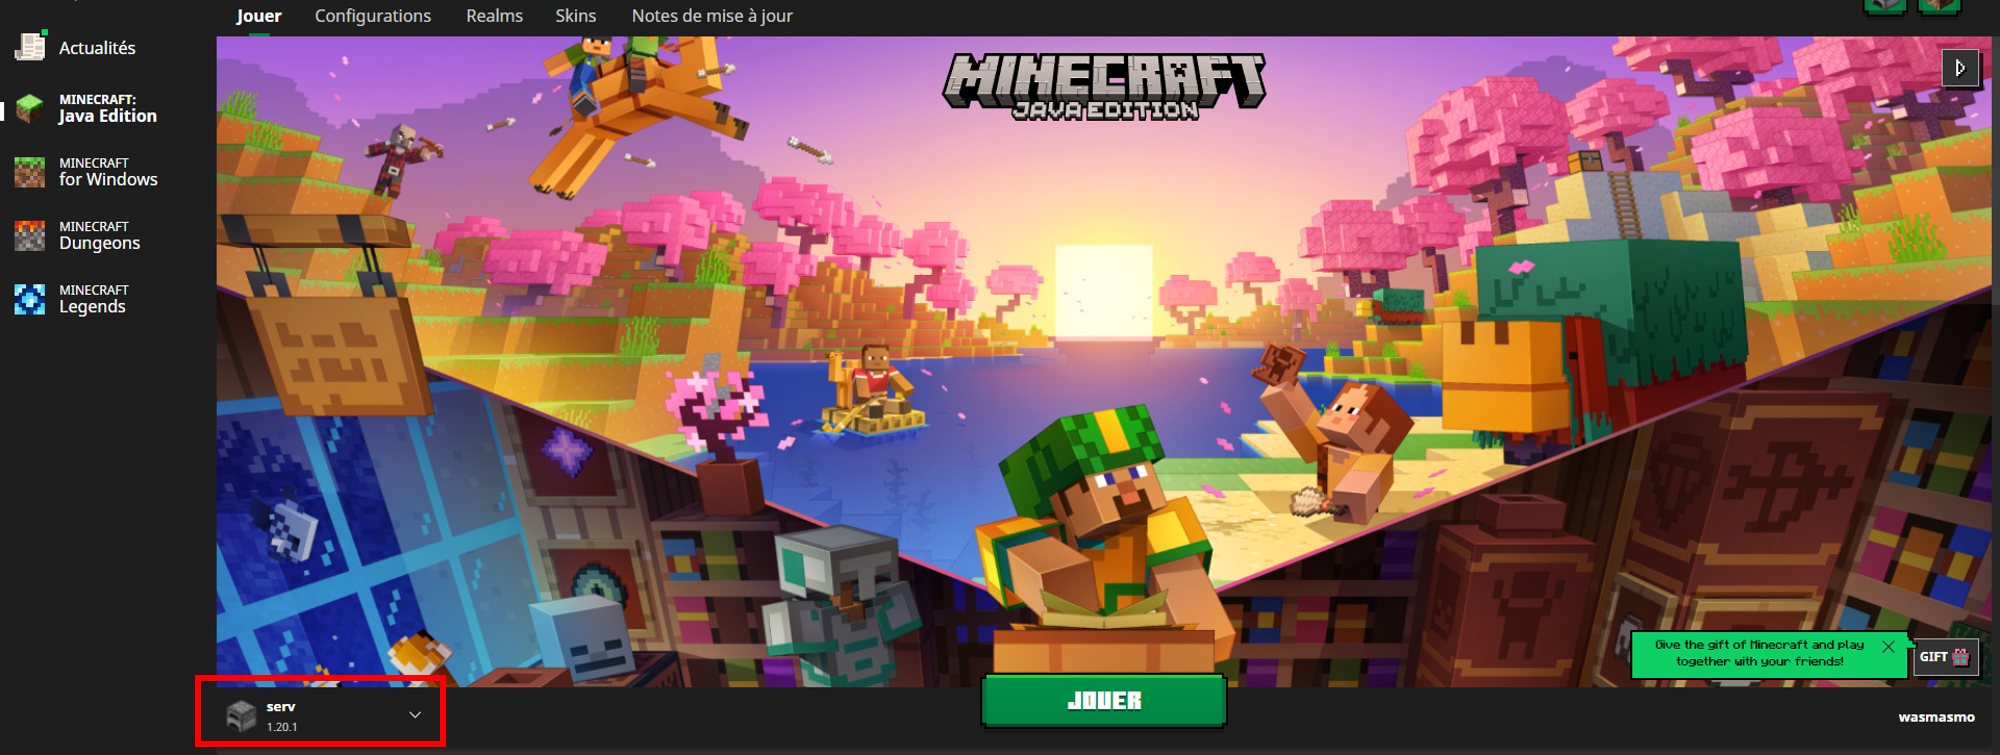 Jouer
Configurations
Realms
Skins
Notes de mise à jour
Actualités
MINECRAFT:
Java Edition
MINECRAFT
for Windows
MINECRAFT
Dungeons
MINECRAFT
Legends
MINECRAFT
JAVA EDITION
Give the gift of Minecraft and play
together with your friends!
GIFT
serv
1.20.1
JOUER
wasmasmo